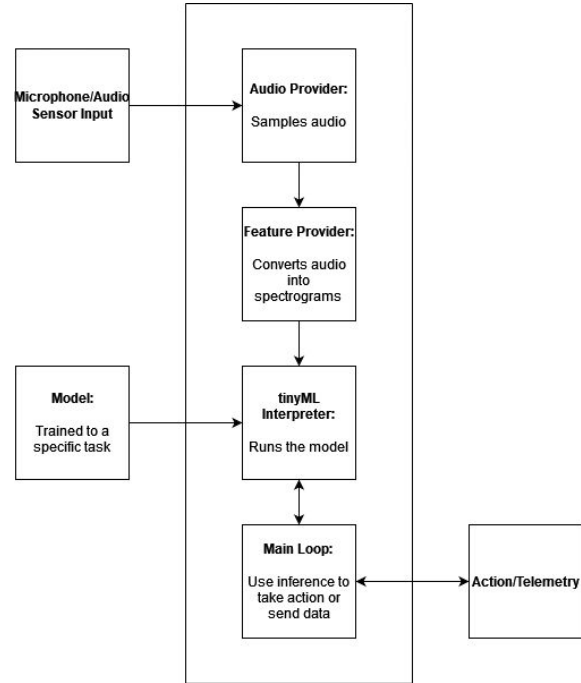 Microphone/Audio
Sensor Input
Audio Provider:
Samples audio
Feature Provider:
Converts audio
into
spectrograms
Model:
Trained to a
specific task
tinyML
Interpreter:
Runs the model
Main Loop:
Use inference to
take action or
send data
Action/Telemetry